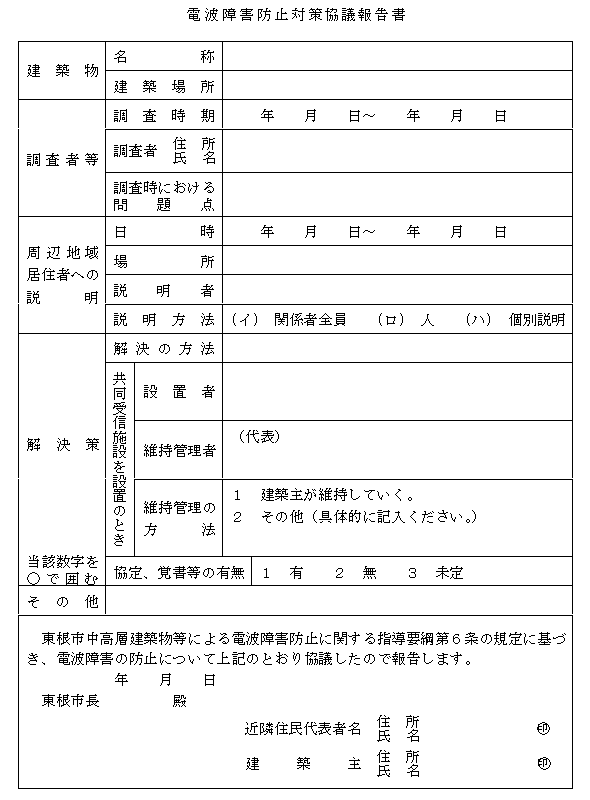 電波障害防止対策協議報告書
建築物
名称
建築場所
調査者等
調査時期
年　月　日～　年　月　日
調査者 住所 氏名
調査時における
問題点
周辺地域
居住者への
説明
日時
年　月　日～　年　月　日
場所
説明者
説明方法
（イ）　関係者全員　（ロ）　人　（ハ）　個別説明
解決策
当該数字を
○で囲む
解決の方法
共同受信施設を設置のとき
設置者
維持管理者
（代表）
維持管理の
方法
１　建築主が維持していく。
２　その他（具体的に記入ください。）
協定、覚書等の有無
１　有　２　無　３　未定
その他
東根市中高層建築物等による電波障害防止に関する指導要綱第６条の規定に基づ
き、電波障害の防止について上記のとおり協議したので報告します。
年　月　日
東根市長　殿
近隣住民代表者名 住所 氏名 ㊞
建築主 住所 氏名 ㊞